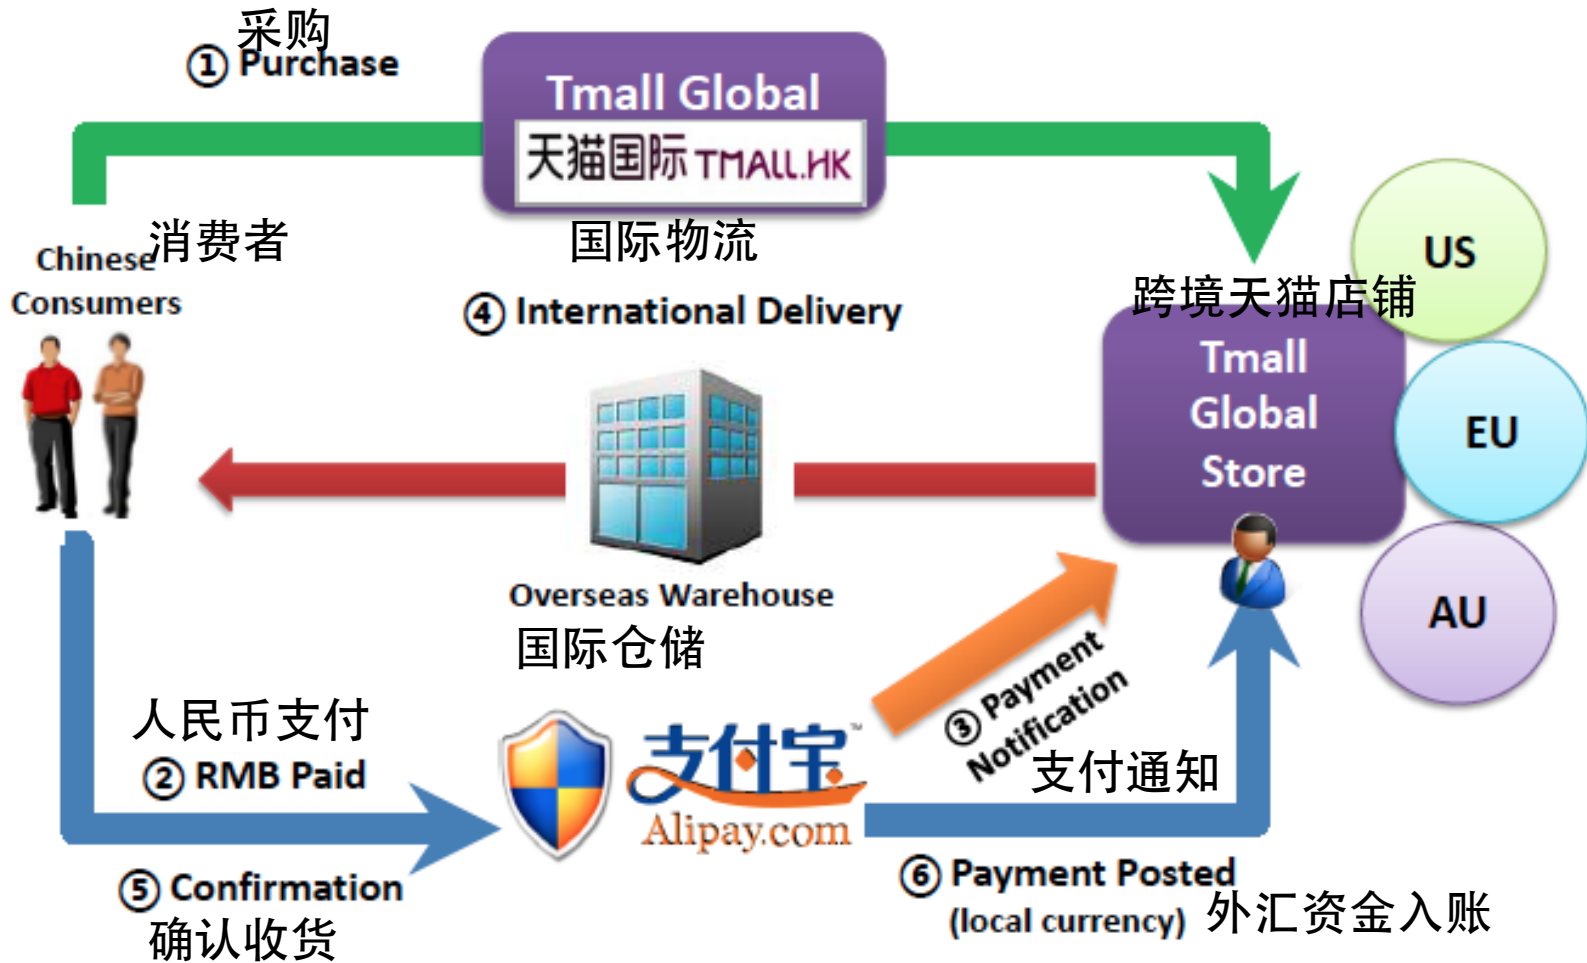 采购
① Purchase
Tmall Global
天猫国际 TMALL.HK
消费者
Chinese
Consumers
国际物流
④ International Delivery
跨境天猫店铺
Tmall
Global
Store
US
EU
AU
Overseas Warehouse
国际仓储
人民币支付
② RMB Paid
支付宝™
Alipay.com
③ Payment
Notification
支付通知
⑤ Confirmation
确认收货
⑥ Payment Posted
(local currency)
外汇资金入账